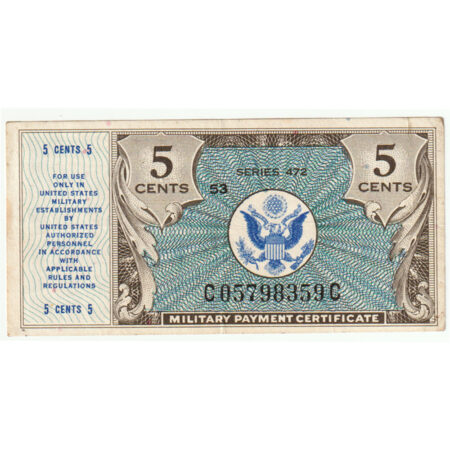 5 CENTS 5
FOR USE
ONLY IN
UNITED STATES
MILITARY
ESTABLISHMENTS
BY
UNITED STATES
AUTHORIZED
PERSONNEL
IN ACCORDANCE
WITH
APPLICABLE
RULES AND
REGULATIONS
5 CENTS 5
5
CENTS
SERIES 472
53
5
CENTS
C05798359C
MILITARY PAYMENT CERTIFICATE